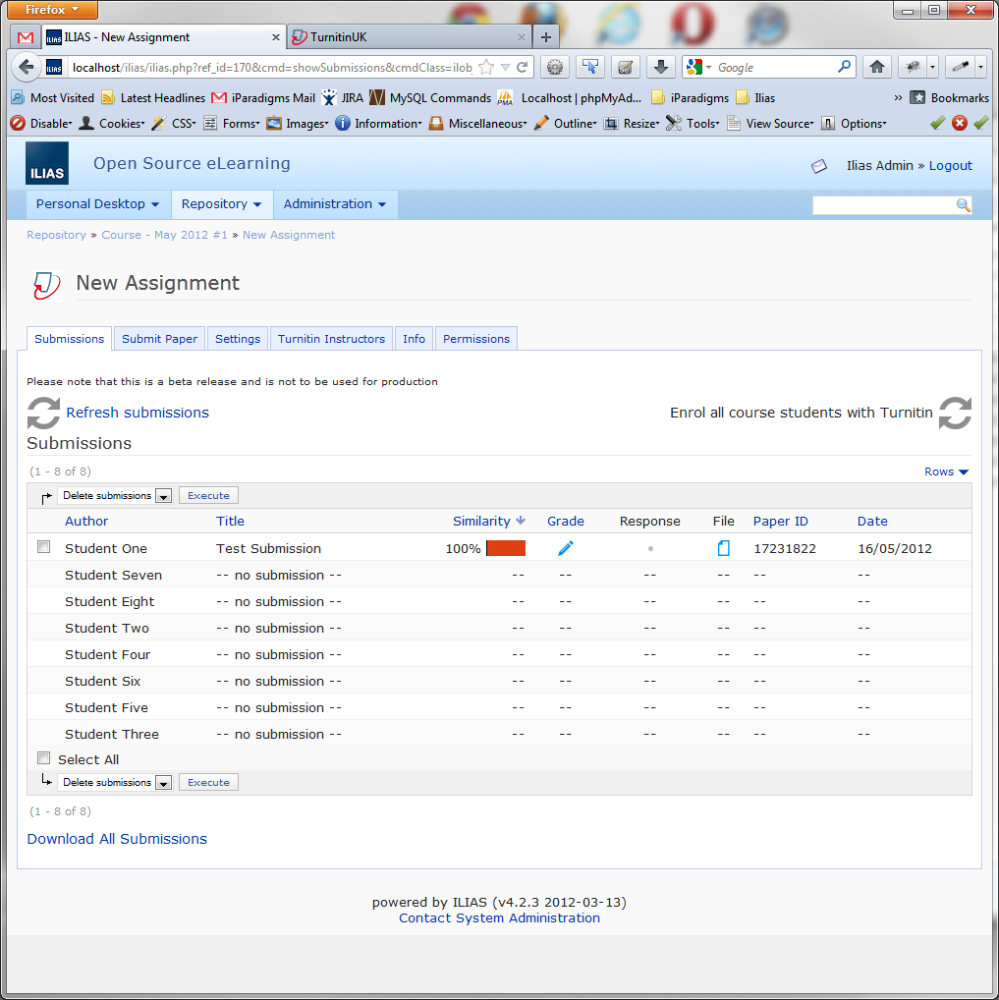 Firefox
ILIAS - New Assignment
TurnitinUK
localhost/ilias/ilias.php?ref_id=170&cmd=showSubmissions&cmdClass=ilob
Google
Most Visited Latest Headlines iParadigms Mail JIRA MySQL Commands Localhost | phpMyAd... iParadigms Ilias » Bookmarks
Disable Cookies CSS Forms Images Information Miscellaneous Outline Resize Tools View Source Options
ILIAS Open Source eLearning Ilias Admin » Logout
Personal Desktop Repository Administration
Repository » Course - May 2012 #1 » New Assignment
New Assignment
Submissions Submit Paper Settings Turnitin Instructors Info Permissions
Please note that this is a beta release and is not to be used for production
Refresh submissions Enrol all course students with Turnitin
Submissions
(1 - 8 of 8) Rows
Delete submissions Execute
Author Title Similarity Grade Response File Paper ID Date
Student One Test Submission 100% 17231822 16/05/2012
Student Seven -- no submission -- -- -- -- -- -- --
Student Eight -- no submission -- -- -- -- -- -- --
Student Two -- no submission -- -- -- -- -- -- --
Student Four -- no submission -- -- -- -- -- -- --
Student Six -- no submission -- -- -- -- -- -- --
Student Five -- no submission -- -- -- -- -- -- --
Student Three -- no submission -- -- -- -- -- -- --
Select All
Delete submissions Execute
(1 - 8 of 8)
Download All Submissions
powered by ILIAS (v4.2.3 2012-03-13)
Contact System Administration